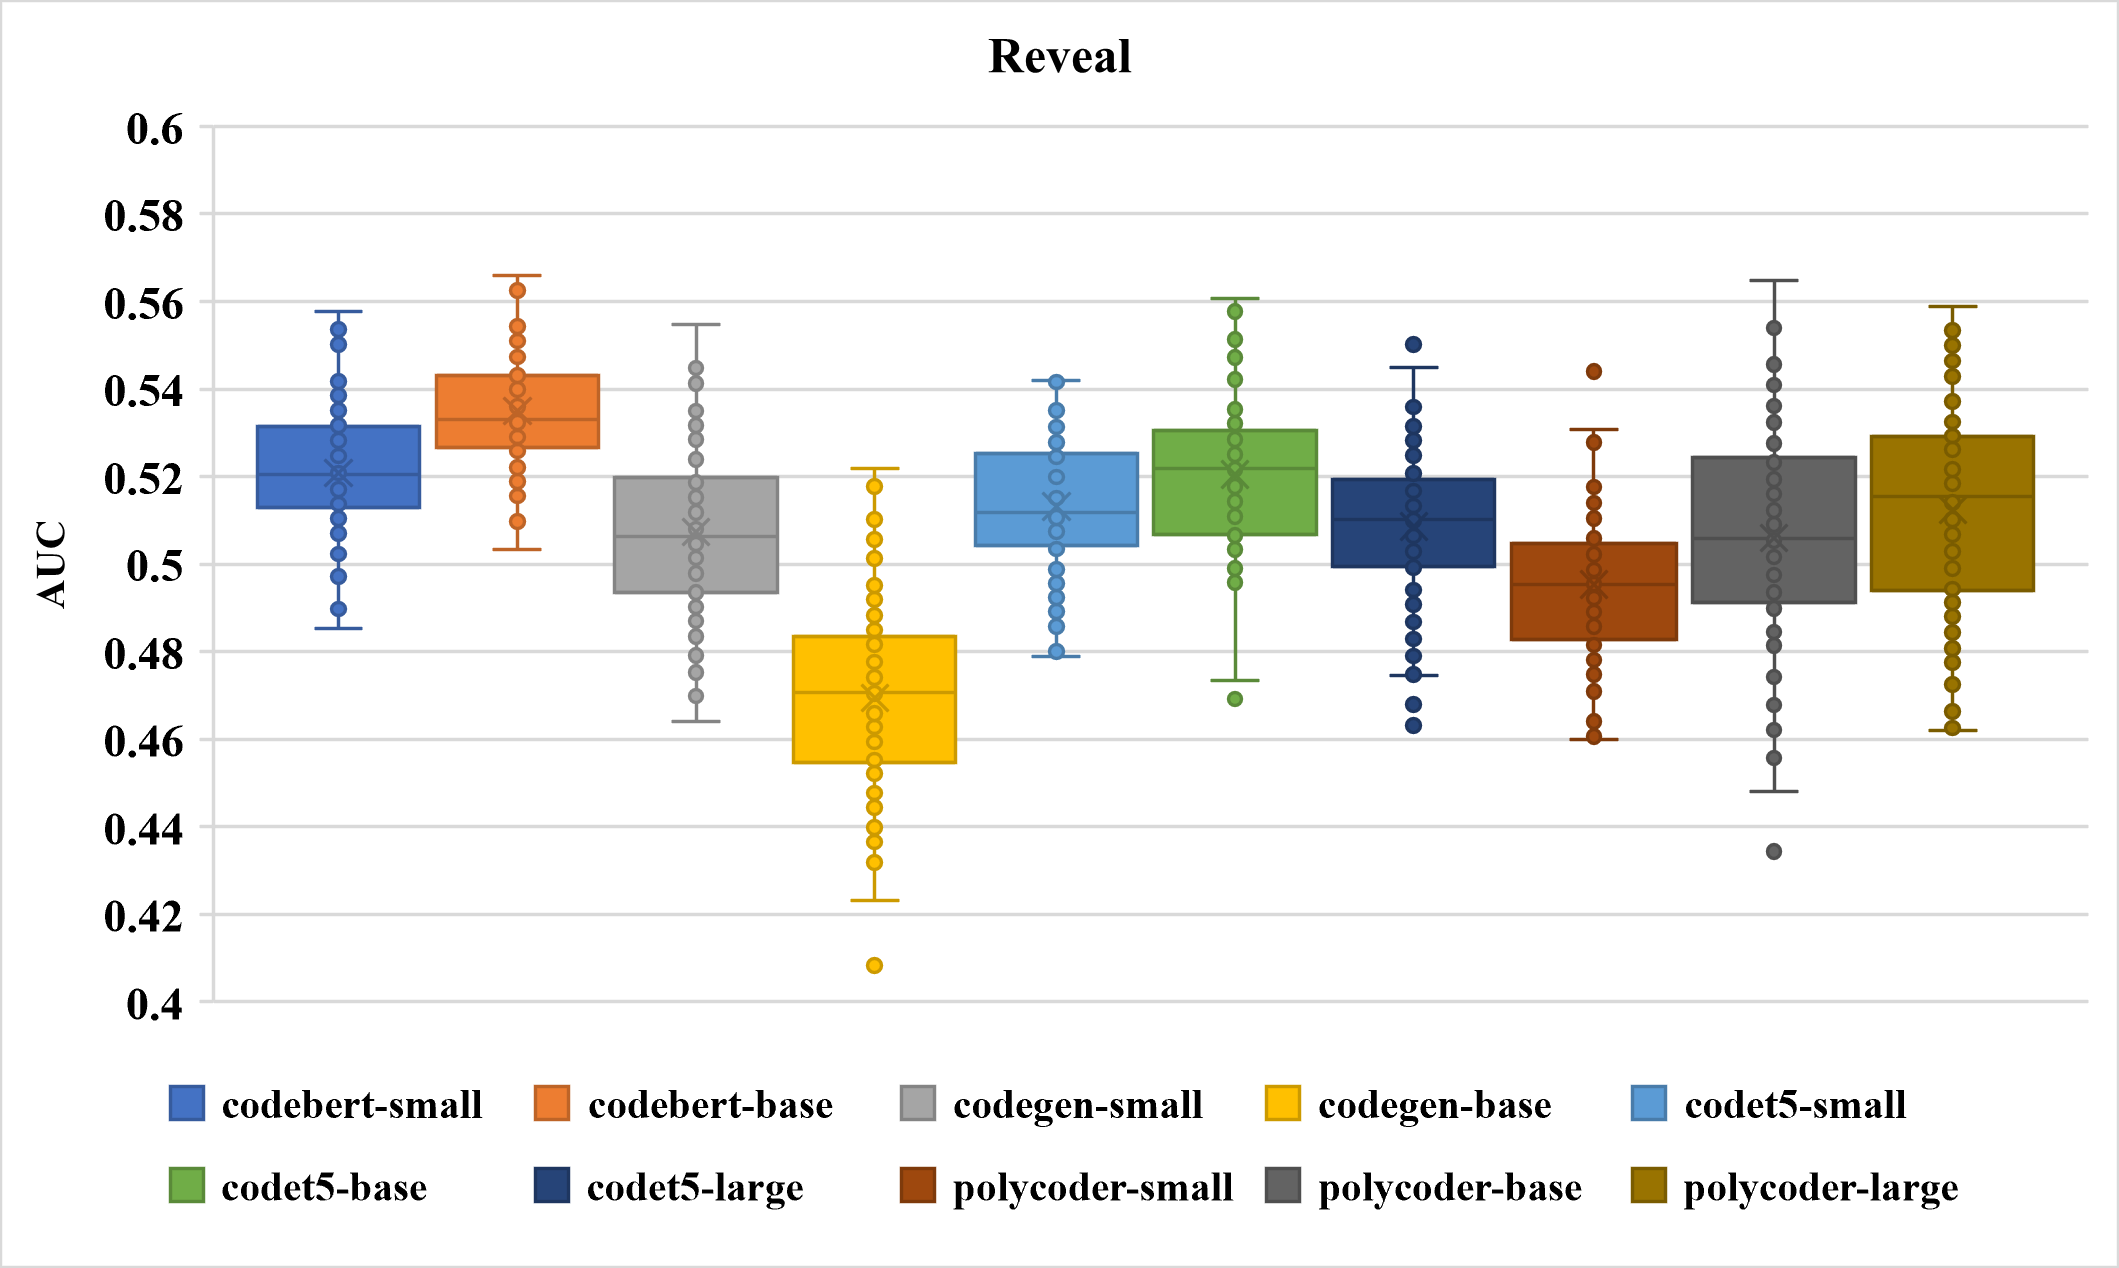 Reveal
0.6
0.58
0.56
0.54
0.52
0.5
0.48
0.46
0.44
0.42
0.4
AUC
codebert-small codebert-base codegen-small codegen-base codet5-small
codet5-base codet5-large polycoder-small polycoder-base polycoder-large